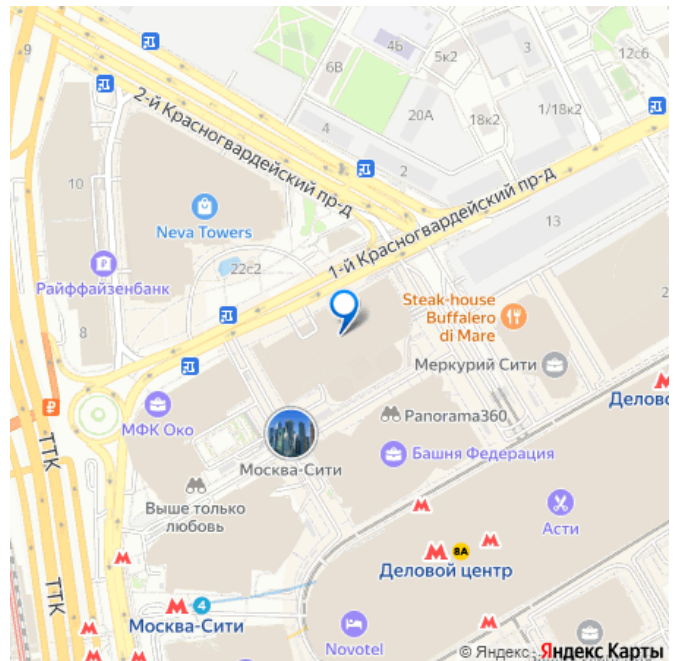 9
4Б
5к2
3
12с6
6В
20А
18к2
1/18к2
4
2
2-й Красногвардейский пр-д
10
Neva Towers
1-й Красногвардейский пр-д
13
22с2
Райффайзенбанк
8
Steak-house
Buffalero
di Mare
2
Меркурий Сити
Делово
МФК Око
Panorama360
Москва-Сити
Башня Федерация
ТТК
Выше только
любовь
Асти
8А
Деловой центр
ТТК
4
Москва-Сити
Novotel
© Яндекс Яндекс Карты